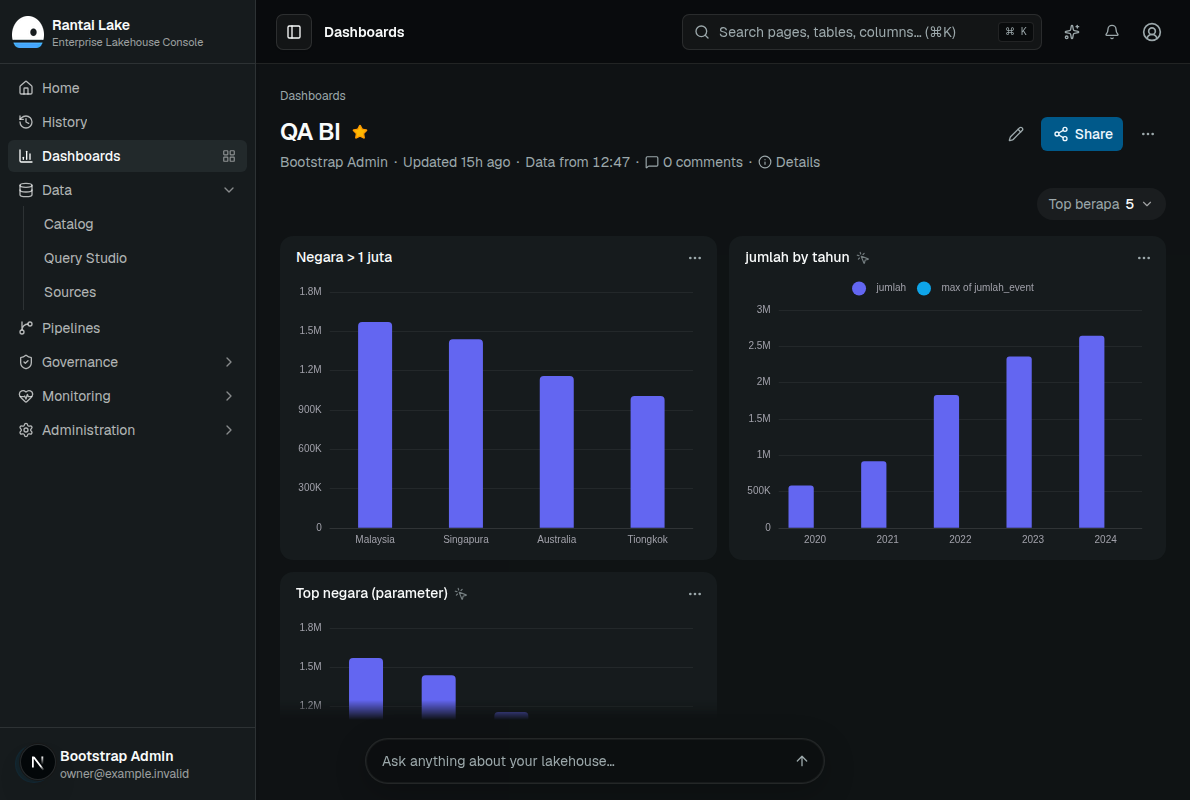 Rantai Lake
Enterprise Lakehouse Console
Home
History
Dashboards
Data
Catalog
Query Studio
Sources
Pipelines
Governance
Monitoring
Administration
Bootstrap Admin
owner@example.invalid
Dashboards
Search pages, tables, columns... (⌘K)
⌘ K
Dashboards
QA BI
Share
Bootstrap Admin · Updated 15h ago · Data from 12:47 · 0 comments · Details
Top berapa 5
Negara > 1 juta
1.8M
1.5M
1.2M
900K
600K
300K
0
Malaysia Singapura Australia Tiongkok
jumlah by tahun
jumlah max of jumlah_event
3M
2.5M
2M
1.5M
1M
500K
0
2020 2021 2022 2023 2024
Top negara (parameter)
1.8M
1.5M
1.2M
Ask anything about your lakehouse...